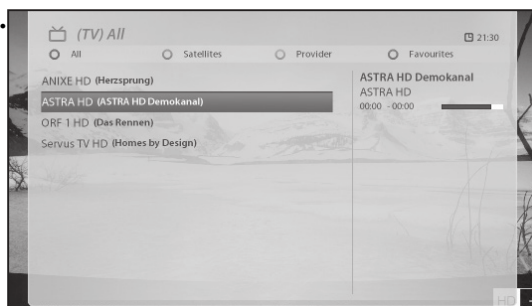 (TV) All
21:30
All Satellites Provider Favourites
ANIXE HD (Herzsprung)
ASTRA HD (ASTRA HD Demokanal)
ORF 1 HD (Das Rennen)
Servus TV HD (Homes by Design)
ASTRA HD Demokanal
ASTRA HD
00:00 - 00:00
HD